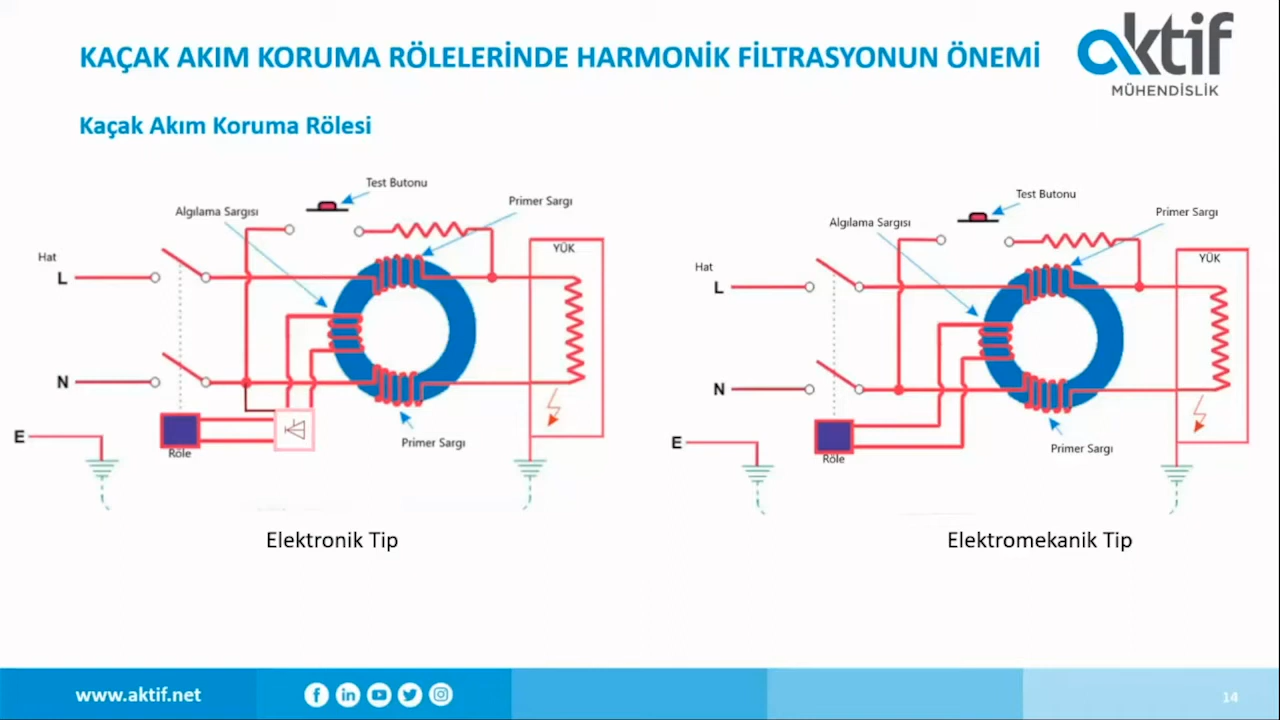 KAÇAK AKIM KORUMA RÖLELERİNDE HARMONİK FİLTRASYONUN ÖNEMİ
aktif
MÜHENDİSLİK
Kaçak Akım Koruma Rölesi
Test Butonu
Primer Sargı
Algılama Sargısı
YÜK
Hat
L
N
E
Röle
Primer Sargı
Elektronik Tip
Test Butonu
Primer Sargı
Algılama Sargısı
YÜK
Hat
L
N
E
Röle
Primer Sargı
Elektromekanik Tip
www.aktif.net
14